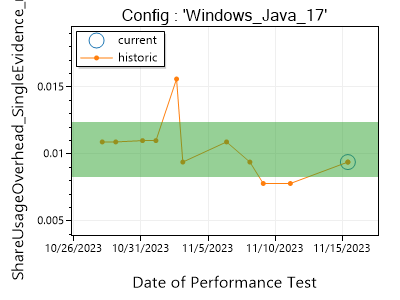 Config : 'Windows_Java_17'
ShareUsageOverhead_SingleEvidence_
current
historic
0.015
0.01
0.005
10/26/2023 10/31/2023 11/5/2023 11/10/2023 11/15/2023
Date of Performance Test